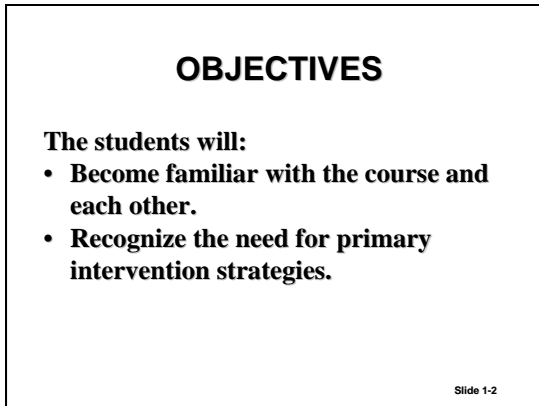 OBJECTIVES
The students will:
• Become familiar with the course and
each other.
• Recognize the need for primary
intervention strategies.
Slide 1-2